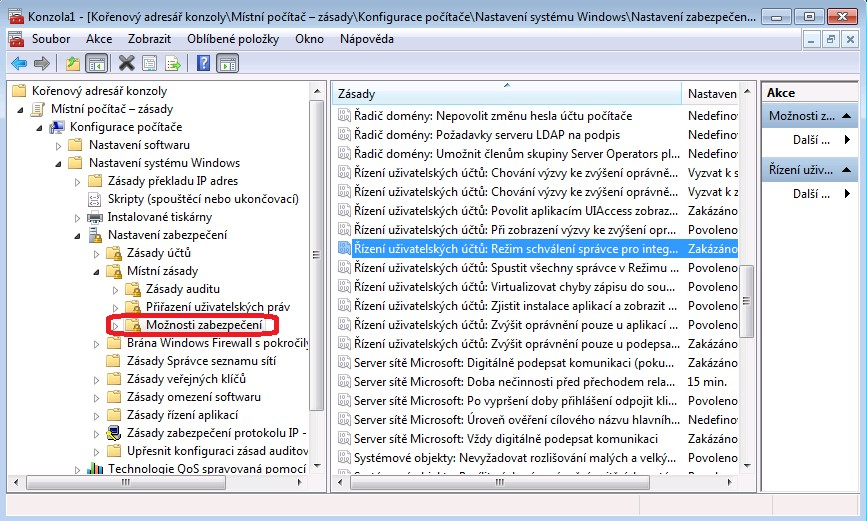 Konzola1 - [Kořenový adresář konzoly\Místní počítač – zásady\Konfigurace počítače\Nastavení systému Windows\Nastavení zabezpečen...
Soubor Akce Zobrazit Oblíbené položky Okno Nápověda
Kořenový adresář konzoly
Místní počítač – zásady
Konfigurace počítače
Nastavení softwaru
Nastavení systému Windows
Zásady překladu IP adres
Skripty (spouštěcí nebo ukončovací)
Instalované tiskárny
Nastavení zabezpečení
Zásady účtů
Místní zásady
Zásady auditu
Přiřazení uživatelských práv
Možnosti zabezpečení
Brána Windows Firewall s pokročily
Zásady Správce seznamu sítí
Zásady veřejných klíčů
Zásady omezení softwaru
Zásady řízení aplikací
Zásady zabezpečení protokolu IP -
Upřesnit konfiguraci zásad auditov
Technologie QoS spravovaná pomocí
Zásady Nastaven
Řadič domény: Nepovolit změnu hesla účtu počítače Nedefinov
Řadič domény: Požadavky serveru LDAP na podpis Nedefinov
Řadič domény: Umožnit členům skupiny Server Operators pl... Nedefinov
Řízení uživatelských účtů: Chování výzvy ke zvýšení oprávně... Vyzvat k s
Řízení uživatelských účtů: Chování výzvy ke zvýšení oprávně... Vyzvat k s
Řízení uživatelských účtů: Povolit aplikacím UIAccess zobraz... Zakázáno
Řízení uživatelských účtů: Při zobrazení výzvy ke zvýšení opr... Povoleno
Řízení uživatelských účtů: Režim schválení správce pro integ... Zakázáno
Řízení uživatelských účtů: Spustit všechny správce v Režimu ... Povoleno
Řízení uživatelských účtů: Virtualizovat chyby zápisu do sou... Povoleno
Řízení uživatelských účtů: Zjistit instalace aplikací a zobrazit ... Povoleno
Řízení uživatelských účtů: Zvýšit oprávnění pouze u aplikací ... Povoleno
Řízení uživatelských účtů: Zvýšit oprávnění pouze u podepsa... Zakázáno
Server sítě Microsoft: Digitálně podepsat komunikaci (poku... Zakázáno
Server sítě Microsoft: Doba nečinnosti před přechodem rela... 15 min.
Server sítě Microsoft: Po vypršení doby přihlášení odpojit kli... Povoleno
Server sítě Microsoft: Úroveň ověření cílového názvu hlavního... Nedefinov
Server sítě Microsoft: Vždy digitálně podepsat komunikaci Zakázáno
Systémové objekty: Nevyžadovat rozlišování malých a velký... Povoleno
Akce
Možnosti z...
Další ...
Řízení uživ...
Další ...